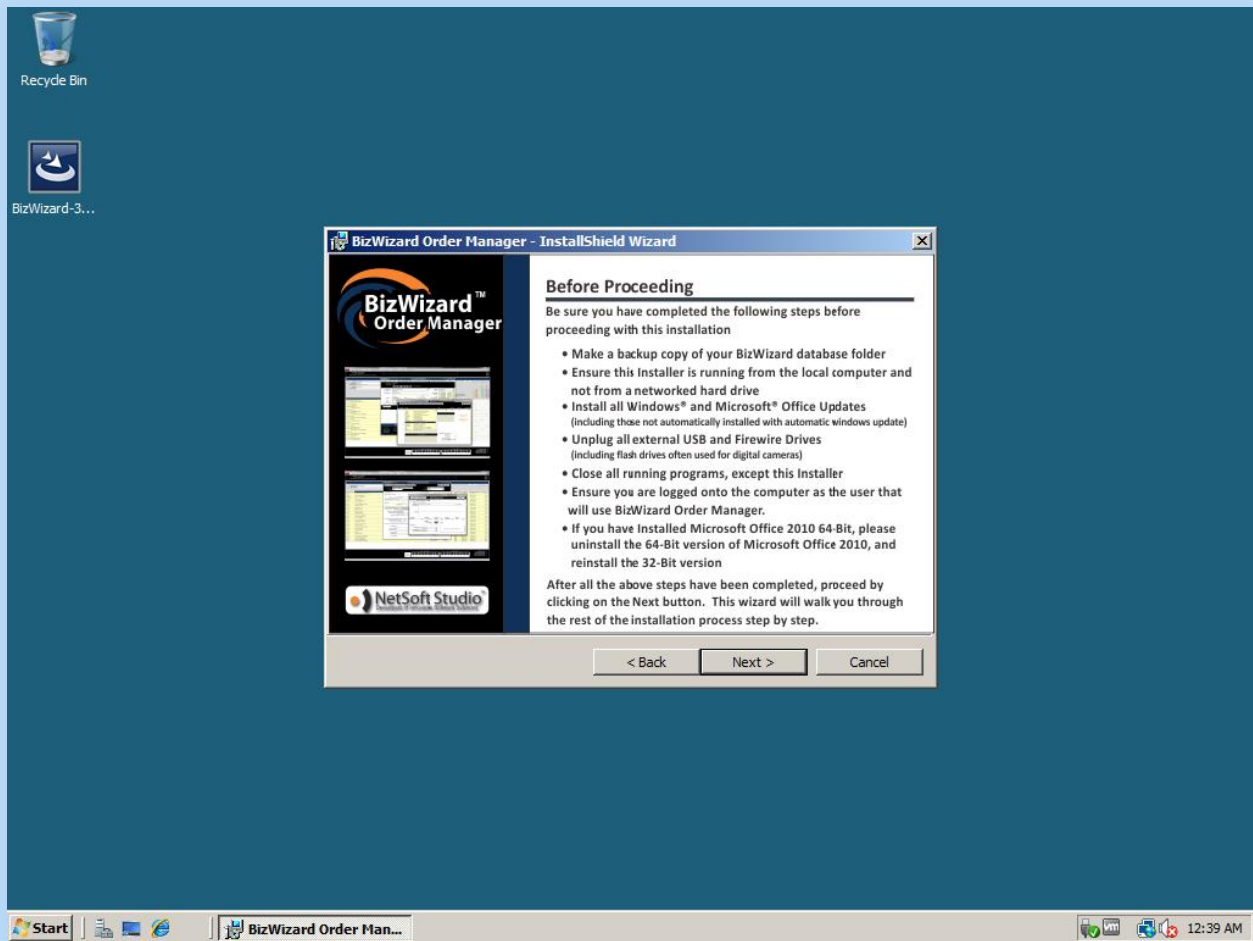 Recycle Bin
BizWizard-3...
BizWizard Order Manager - InstallShield Wizard
BizWizard™
Order Manager
NetSoft Studio
Before Proceeding
Be sure you have completed the following steps before
proceeding with this installation
• Make a backup copy of your BizWizard database folder
• Ensure this Installer is running from the local computer and
not from a networked hard drive
• Install all Windows® and Microsoft® Office Updates
(including those not automatically installed with automatic windows update)
• Unplug all external USB and Firewire Drives
(including flash drives often used for digital cameras)
• Close all running programs, except this Installer
• Ensure you are logged onto the computer as the user that
will use BizWizard Order Manager.
• If you have Installed Microsoft Office 2010 64-Bit, please
uninstall the 64-Bit version of Microsoft Office 2010, and
reinstall the 32-Bit version
After all the above steps have been completed, proceed by
clicking on the Next button. This wizard will walk you through
the rest of the installation process step by step.
< Back Next > Cancel
Start BizWizard Order Man... 12:39 AM